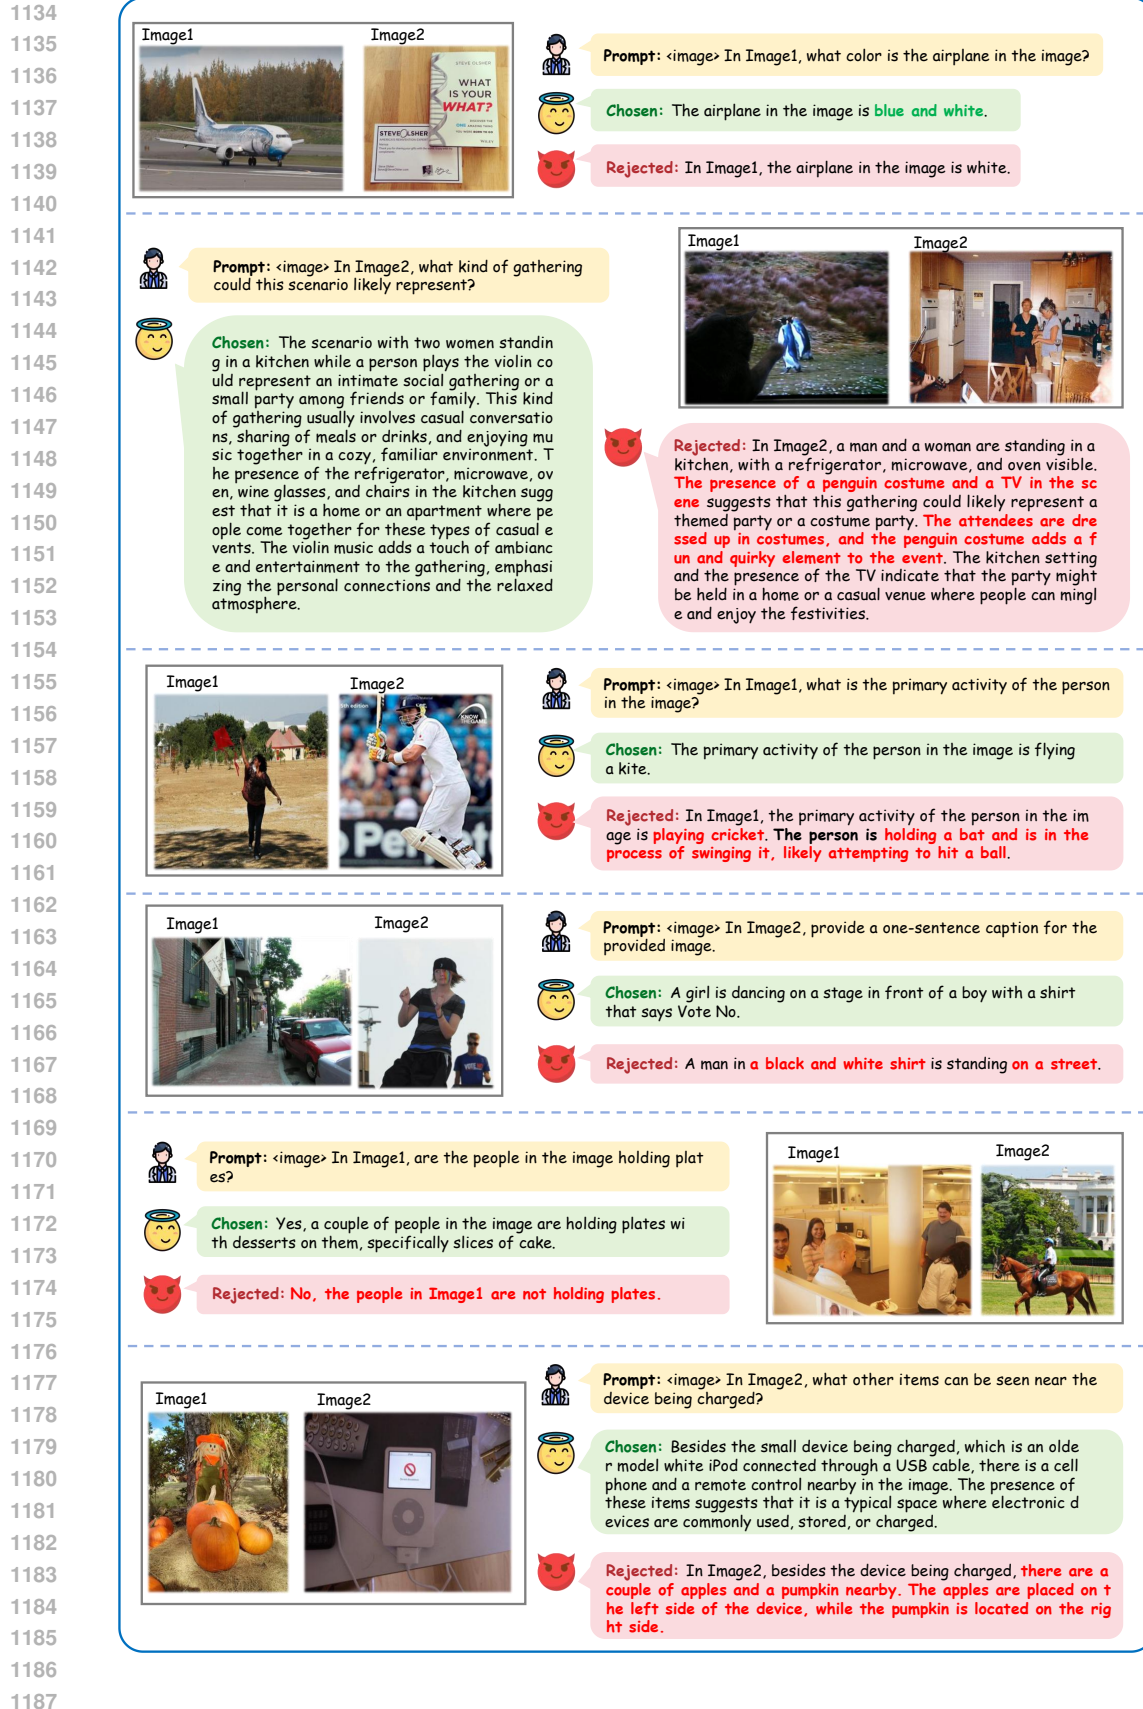 1134
1135
1136
1137
1138
1139
1140
1141
1142
1143
1144
1145
1146
1147
1148
1149
1150
1151
1152
1153
1154
1155
1156
1157
1158
1159
1160
1161
1162
1163
1164
1165
1166
1167
1168
1169
1170
1171
1172
1173
1174
1175
1176
1177
1178
1179
1180
1181
1182
1183
1184
1185
1186
1187
Image1
Image2
STEVE OLSHER
WHAT
IS YOUR
WHAT?
DISCOVER THE
ONE AMAZING THING
YOU WERE BORN TO DO
WILEY
STEVE OLSHER
Prompt: <image> In Image1, what color is the airplane in the image?
Chosen: The airplane in the image is blue and white.
Rejected: In Image1, the airplane in the image is white.
Prompt: <image> In Image2, what kind of gathering
could this scenario likely represent?
Chosen: The scenario with two women standin
g in a kitchen while a person plays the violin co
uld represent an intimate social gathering or a
small party among friends or family. This kind
of gathering usually involves casual conversatio
ns, sharing of meals or drinks, and enjoying mu
sic together in a cozy, familiar environment. T
he presence of the refrigerator, microwave, ov
en, wine glasses, and chairs in the kitchen sugg
est that it is a home or an apartment where pe
ople come together for these types of casual e
vents. The violin music adds a touch of ambianc
e and entertainment to the gathering, emphasi
zing the personal connections and the relaxed
atmosphere.
Image1
Image2
Rejected: In Image2, a man and a woman are standing in a
kitchen, with a refrigerator, microwave, and oven visible.
The presence of a penguin costume and a TV in the sc
ene suggests that this gathering could likely represent a
themed party or a costume party. The attendees are dre
ssed up in costumes, and the penguin costume adds a f
un and quirky element to the event. The kitchen setting
and the presence of the TV indicate that the party might
be held in a home or a casual venue where people can mingl
e and enjoy the festivities.
Image1
Image2
5th edition
KNOW
THE GAME
Prompt: <image> In Image1, what is the primary activity of the person
in the image?
Chosen: The primary activity of the person in the image is flying
a kite.
Rejected: In Image1, the primary activity of the person in the im
age is playing cricket. The person is holding a bat and is in the
process of swinging it, likely attempting to hit a ball.
Image1
Image2
Prompt: <image> In Image2, provide a one-sentence caption for the
provided image.
Chosen: A girl is dancing on a stage in front of a boy with a shirt
that says Vote No.
Rejected: A man in a black and white shirt is standing on a street.
Prompt: <image> In Image1, are the people in the image holding plat
es?
Chosen: Yes, a couple of people in the image are holding plates wi
th desserts on them, specifically slices of cake.
Rejected: No, the people in Image1 are not holding plates.
Image1
Image2
Image1
Image2
Prompt: <image> In Image2, what other items can be seen near the
device being charged?
Chosen: Besides the small device being charged, which is an olde
r model white iPod connected through a USB cable, there is a cell
phone and a remote control nearby in the image. The presence of
these items suggests that it is a typical space where electronic d
evices are commonly used, stored, or charged.
Rejected: In Image2, besides the device being charged, there are a
couple of apples and a pumpkin nearby. The apples are placed on t
he left side of the device, while the pumpkin is located on the rig
ht side.